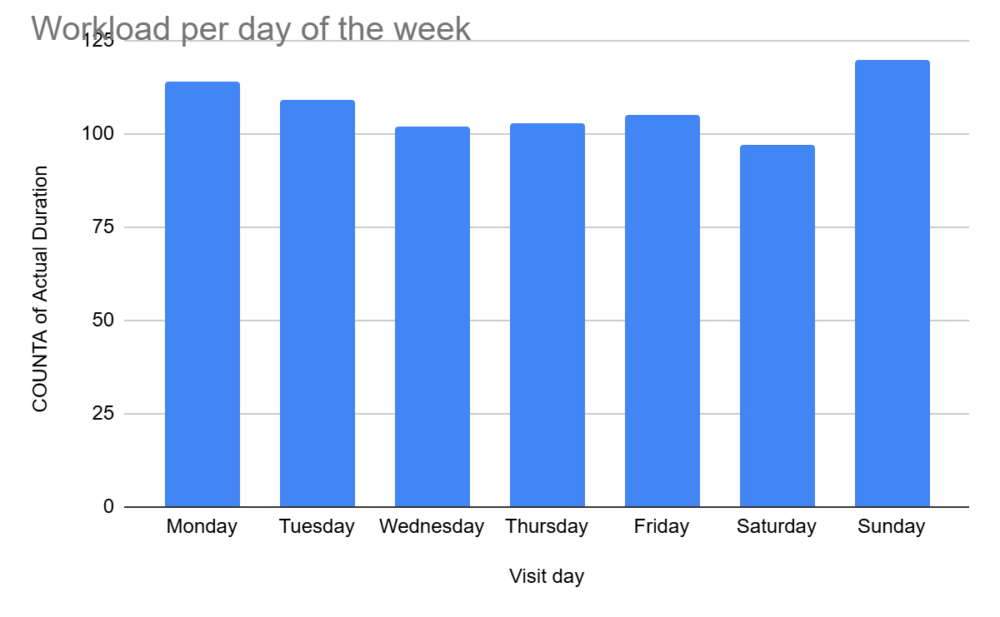 Workload per day of the week
125
100
75
50
25
0
COUNTA of Actual Duration
Monday Tuesday Wednesday Thursday Friday Saturday Sunday
Visit day